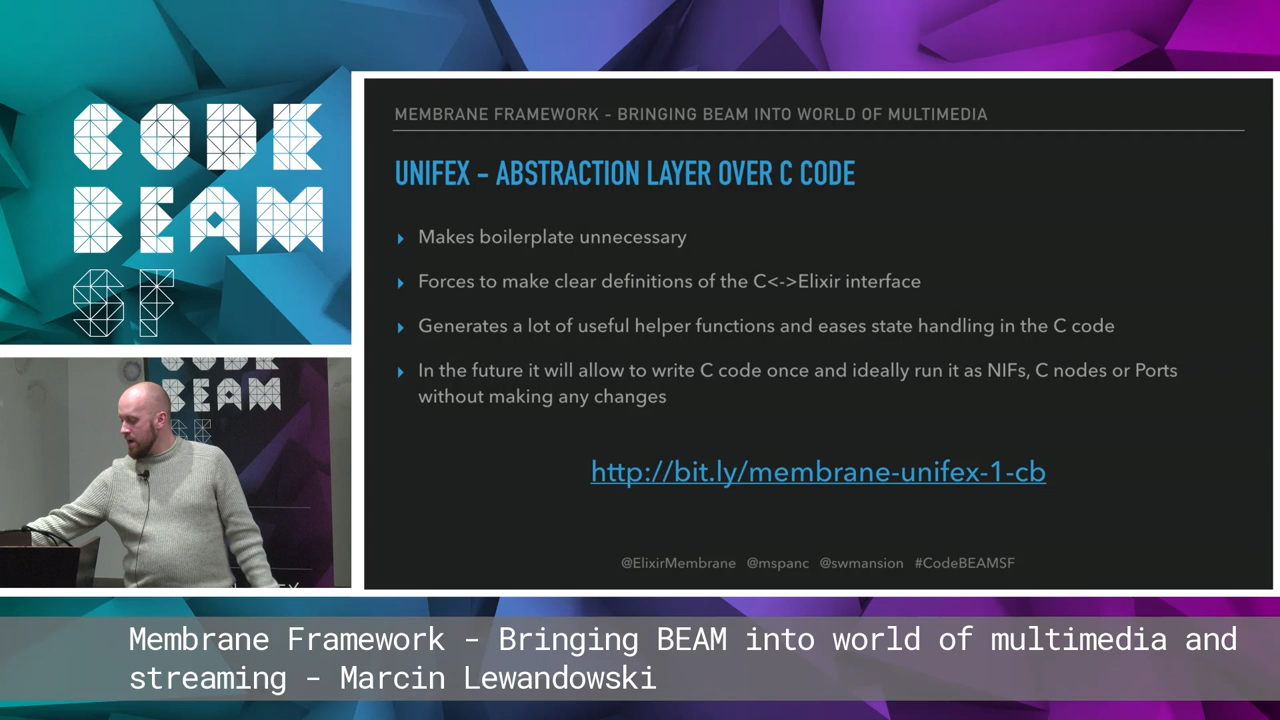 CODE
BEAM
SF
MEMBRANE FRAMEWORK - BRINGING BEAM INTO WORLD OF MULTIMEDIA
UNIFEX - ABSTRACTION LAYER OVER C CODE
Makes boilerplate unnecessary
Forces to make clear definitions of the C<->Elixir interface
Generates a lot of useful helper functions and eases state handling in the C code
In the future it will allow to write C code once and ideally run it as NIFs, C nodes or Ports
without making any changes
http://bit.ly/membrane-unifex-1-cb
@ElixirMembrane @mspanc @swmansion #CodeBEAMSF
CODE
BEAM
SF
Membrane Framework - Bringing BEAM into world of multimedia and
streaming - Marcin Lewandowski